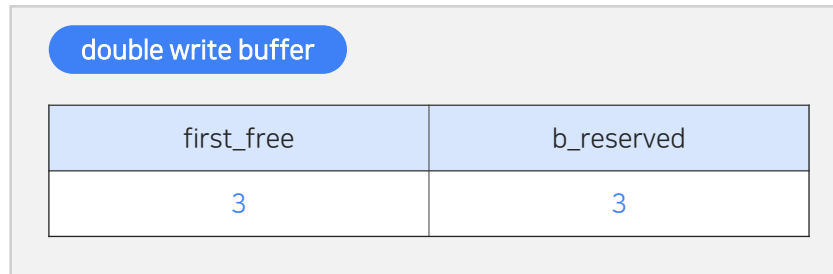 double write buffer
first_free b_reserved
3 3